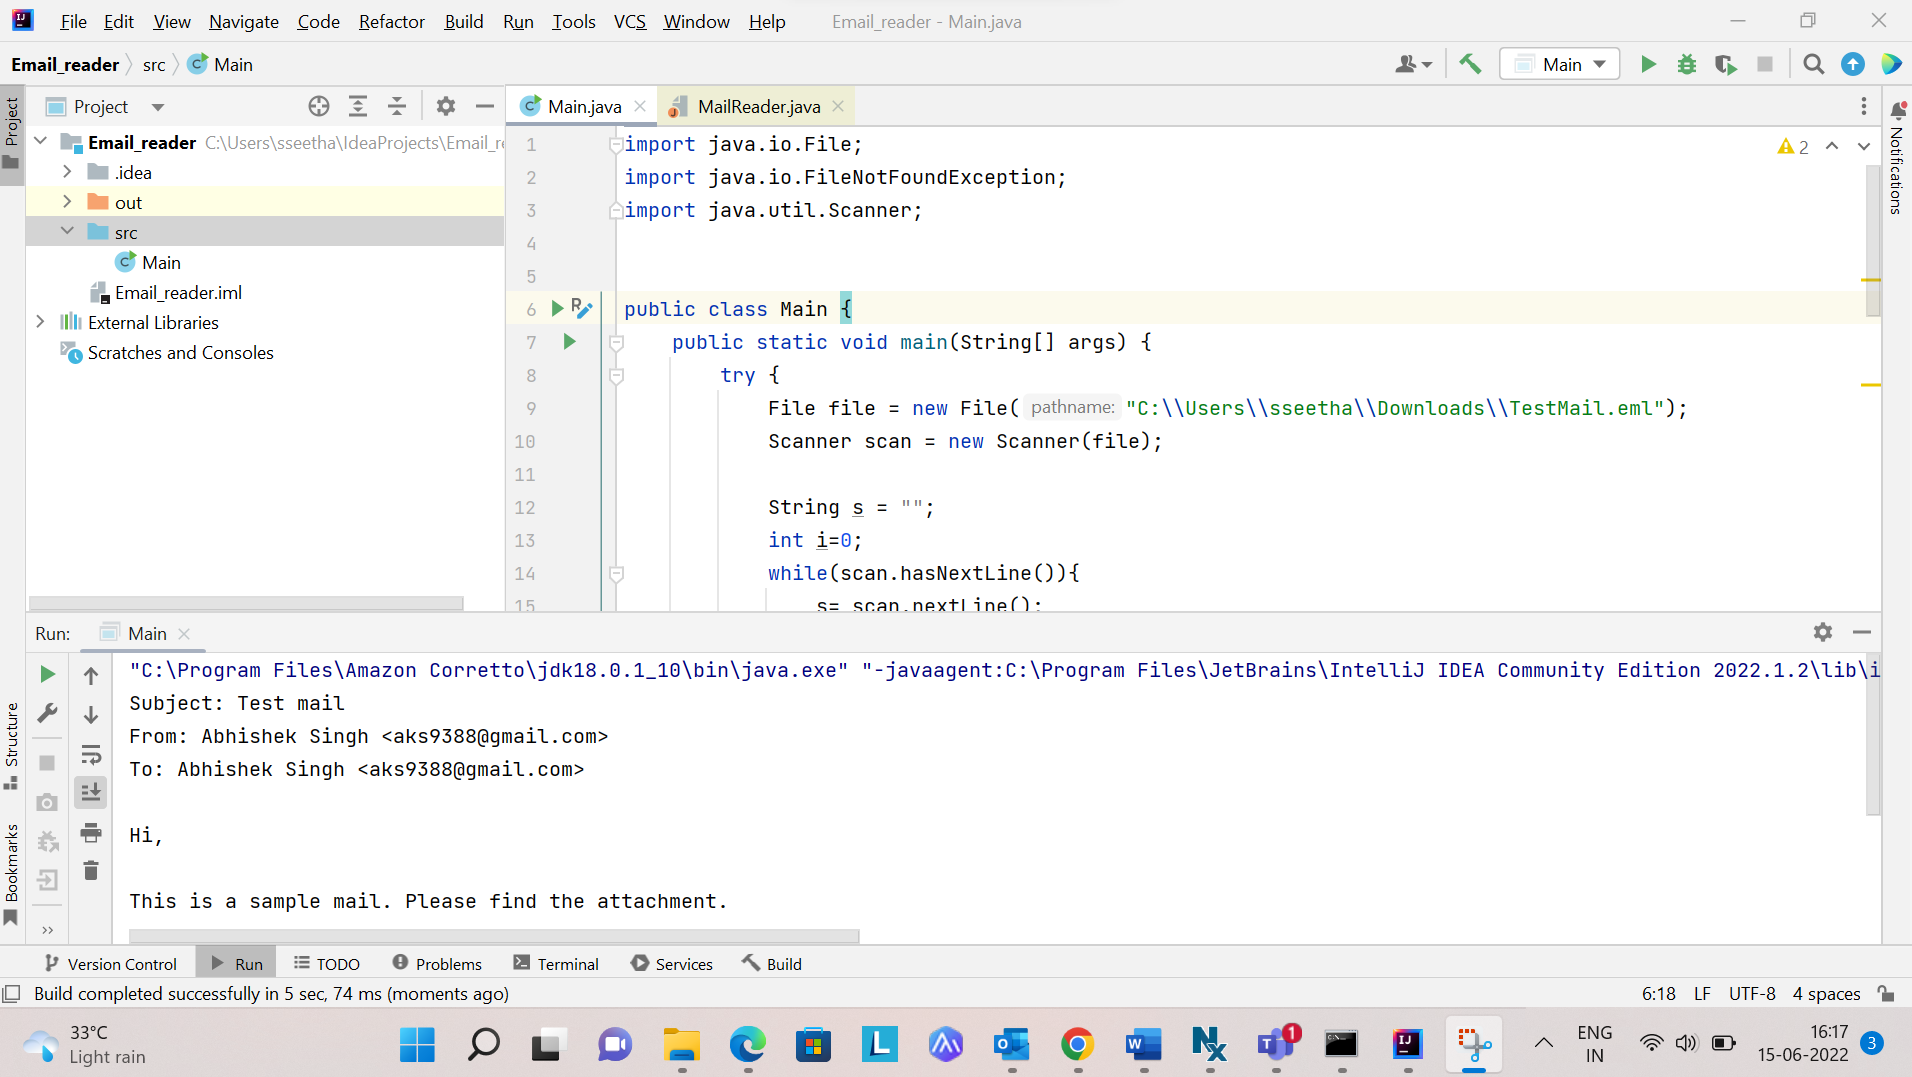 File Edit View Navigate Code Refactor Build Run Tools VCS Window Help Email_reader - Main.java
Email_reader src Main Main
Project Main.java MailReader.java
Project
Notifications
Email_reader C:\Users\sseetha\IdeaProjects\Email_r
.idea
out
src
Main
Email_reader.iml
External Libraries
Scratches and Consoles
2
1 import java.io.File;
2 import java.io.FileNotFoundException;
3 import java.util.Scanner;
4
5
6 public class Main {
7 public static void main(String[] args) {
8 try {
9 File file = new File( pathname: "C:\\Users\\sseetha\\Downloads\\TestMail.eml");
10 Scanner scan = new Scanner(file);
11
12 String s = "";
13 int i=0;
14 while(scan.hasNextLine()){
15 s= scan.nextLine();
Run: Main
"C:\Program Files\Amazon Corretto\jdk18.0.1_10\bin\java.exe" "-javaagent:C:\Program Files\JetBrains\IntelliJ IDEA Community Edition 2022.1.2\lib\i
Subject: Test mail
From: Abhishek Singh <aks9388@gmail.com>
To: Abhishek Singh <aks9388@gmail.com>
Hi,
This is a sample mail. Please find the attachment.
Structure
Bookmarks
Version Control Run TODO Problems Terminal Services Build
Build completed successfully in 5 sec, 74 ms (moments ago) 6:18 LF UTF-8 4 spaces
33°C
Light rain
1
ENG
IN
16:17
15-06-2022
3